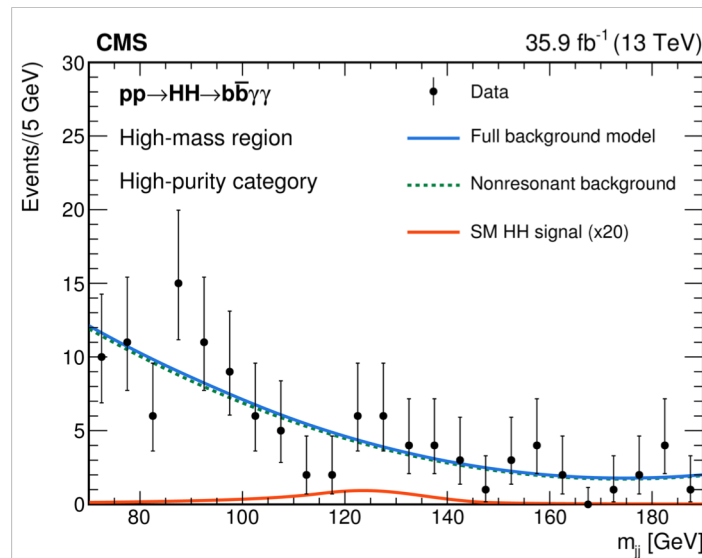 CMS
35.9 fb⁻¹ (13 TeV)
Events/(5 GeV)
30
25
20
15
10
5
0
pp→HH→bb̅γγ
High-mass region
High-purity category
Data
Full background model
Nonresonant background
SM HH signal (x20)
80
100
120
140
160
180
m_jj [GeV]